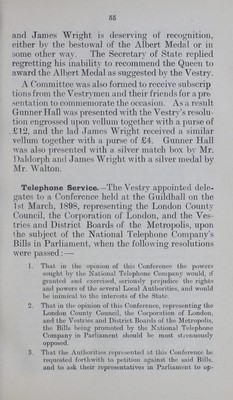 55
and James Wright is deserving of recognition,
either by the bestowal of the Albert Medal or in
some other way. The Secretary of State replied
regretting his inability to recommend the Queen to
award the Albert Medal as suggested by the Vestry.
A Committee was also formed to receive subscrip
tions from the Vestrymen and their friends for a pre
sentation to commemorate the occasion. As a result
Gunner Hall was presented with the Vestry's resolu-
tion engrossed upon vellum together with a purse of
£12, and the lad James Wright received a similar
vellum together with a purse of £4. Gunner Hall
was also presented with a silver match box by Mr.
Daldorph and James Wright with a silver medal by
Mr. Walton.
Telephone Service.—The Vestry appointed dele-
gates to a Conference held at the Guildhall on the
1st March, 1898, representing the London County
Council, the Corporation of London, and the Ves-
tries and District Boards of the Metropolis, upon
the subject of the National Telephone Company's
Bills in Parliament, when the following resolutions
were passed:—
1. That in the opinion of this Conference the powers
sought by the National Telephone Company would, if
granted and exercised, seriously prejudice the rights
and powers of the several Local Authorities, and would
be inimical to the interests of the State.
2. That in the opinion of this Conference, representing the
London County Council, the Corporation of London,
and the Vestries and District Boards of the Metropolis,
the Bills being promoted by the National Telephone
Company in Parliament should be most strenuously
opposed.
3. That the Authorities represented at this Conference be
requested forthwith to petition against the said Bills,
and to ask their representatives in Parliament to op-